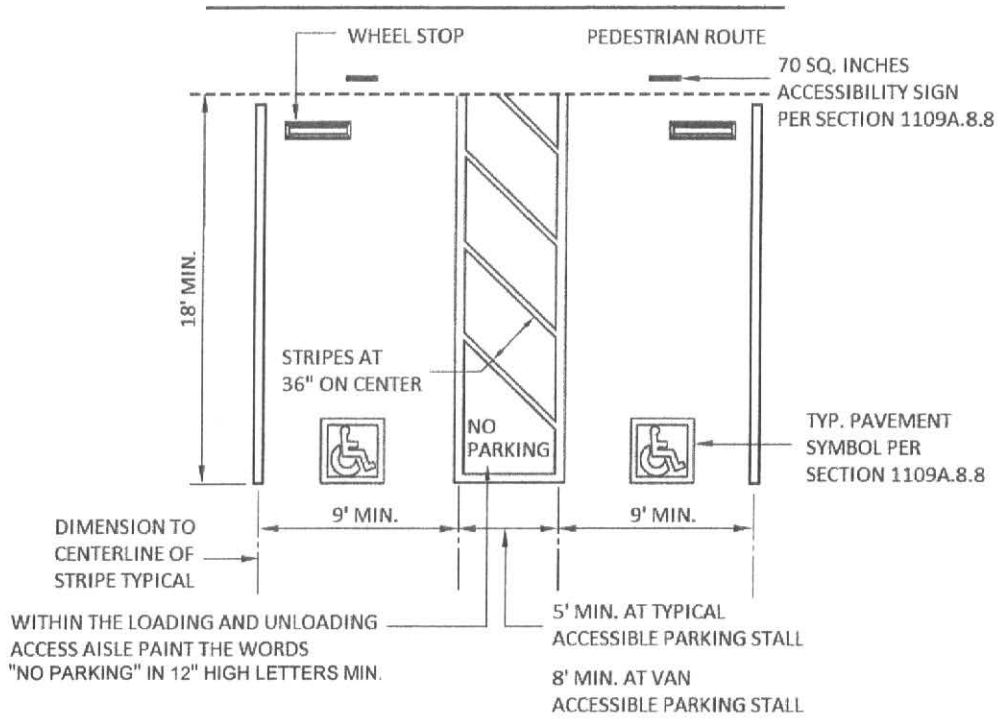 WHEEL STOP
PEDESTRIAN ROUTE
70 SQ. INCHES
ACCESSIBILITY SIGN
PER SECTION 1109A.8.8
18' MIN.
STRIPES AT
36" ON CENTER
NO
PARKING
TYP. PAVEMENT
SYMBOL PER
SECTION 1109A.8.8
9' MIN.
9' MIN.
DIMENSION TO
CENTERLINE OF
STRIPE TYPICAL
WITHIN THE LOADING AND UNLOADING
ACCESS AISLE PAINT THE WORDS
"NO PARKING" IN 12" HIGH LETTERS MIN.
5' MIN. AT TYPICAL
ACCESSIBLE PARKING STALL
8' MIN. AT VAN
ACCESSIBLE PARKING STALL